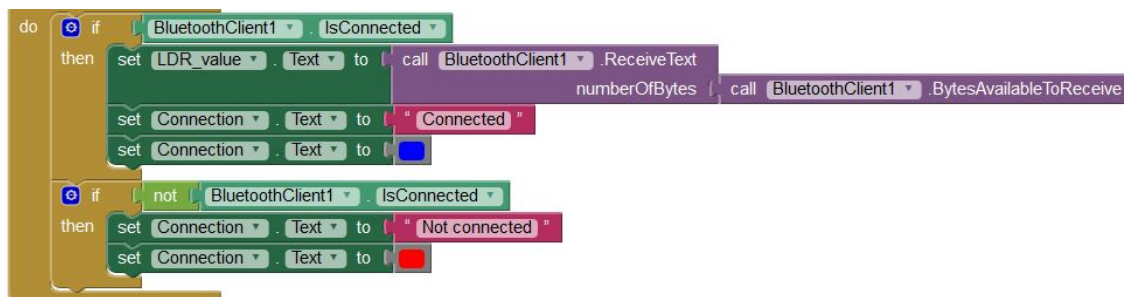 do if BluetoothClient1 . IsConnected
then set LDR_value . Text to call BluetoothClient1 .ReceiveText
numberOfBytes call BluetoothClient1 .BytesAvailableToReceive
set Connection . Text to " Connected "
set Connection . Text to
if not BluetoothClient1 . IsConnected
then set Connection . Text to " Not connected "
set Connection . Text to